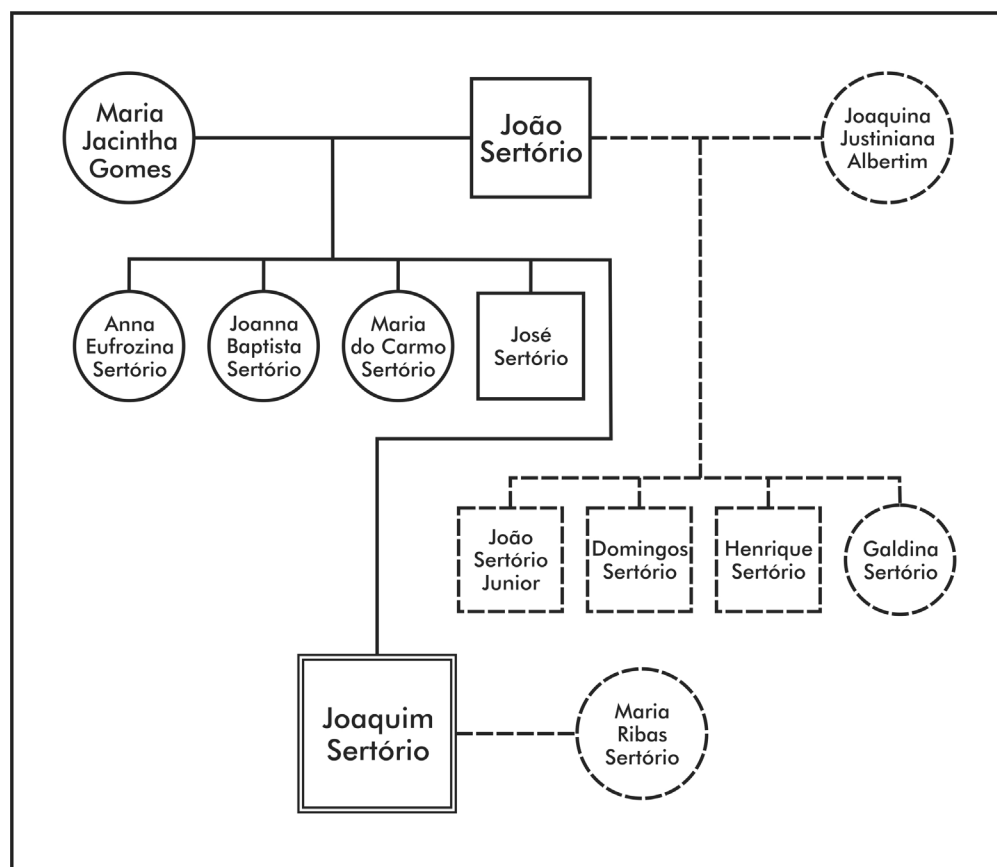 Maria
Jacintha
Gomes
João
Sertório
Joaquina
Justiniana
Albertim
Anna
Eufrozina
Sertório
Joanna
Baptista
Sertório
Maria
do Carmo
Sertório
José
Sertório
João
Sertório
Junior
Domingos
Sertório
Henrique
Sertório
Galdina
Sertório
Joaquim
Sertório
Maria
Ribas
Sertório